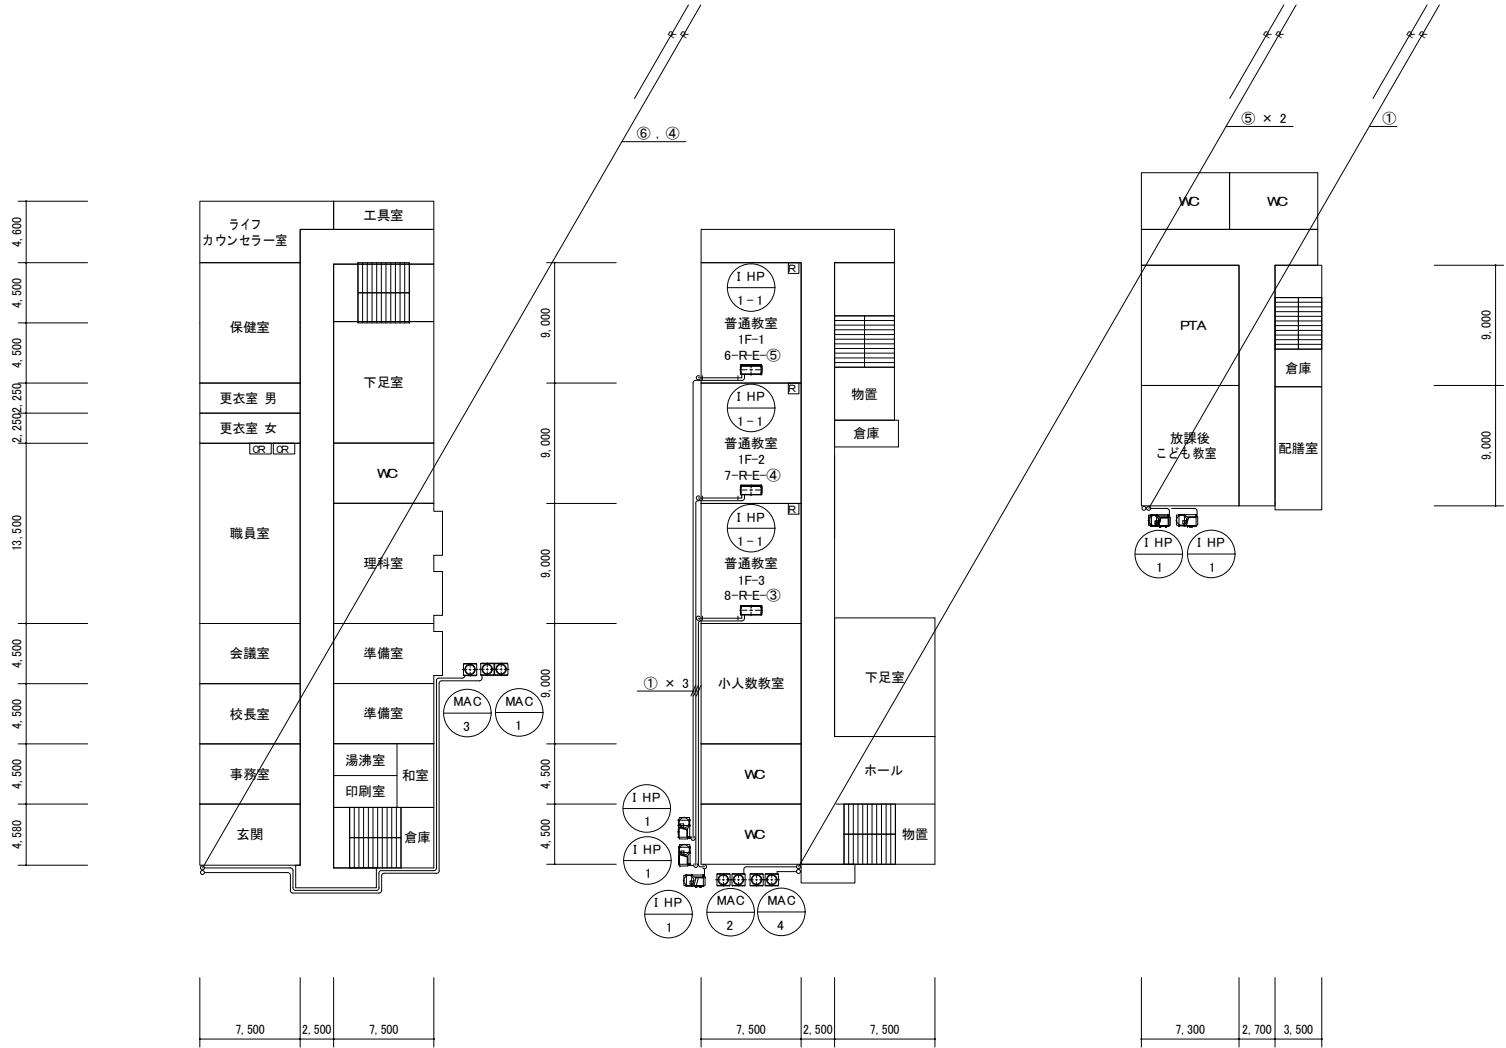 ⑥ , ④
⑤ × 2
①
4,600
4,500
4,500
2,250
2,250
13,500
4,500
4,500
4,500
4,580
ライフ
カウンセラー室
工具室
保健室
更衣室 男
下足室
更衣室 女
CR CR
WC
職員室
理科室
会議室
準備室
校長室
準備室
事務室
湯沸室
和室
印刷室
玄関
倉庫
MAC
3
MAC
1
7,500
2,500
7,500
9,000
9,000
9,000
9,000
4,500
4,500
I HP
1-1
R
普通教室
1F-1
6-R-E-⑤
I HP
1-1
R
普通教室
1F-2
7-R-E-④
I HP
1-1
R
普通教室
1F-3
8-R-E-③
物置
倉庫
① × 3
小人数教室
下足室
WC
ホール
WC
物置
I HP
1
I HP
1
I HP
1
MAC
2
MAC
4
7,500
2,500
7,500
WC
WC
PTA
倉庫
放課後
こども教室
配膳室
I HP
1
I HP
1
9,000
9,000
7,300
2,700
3,500